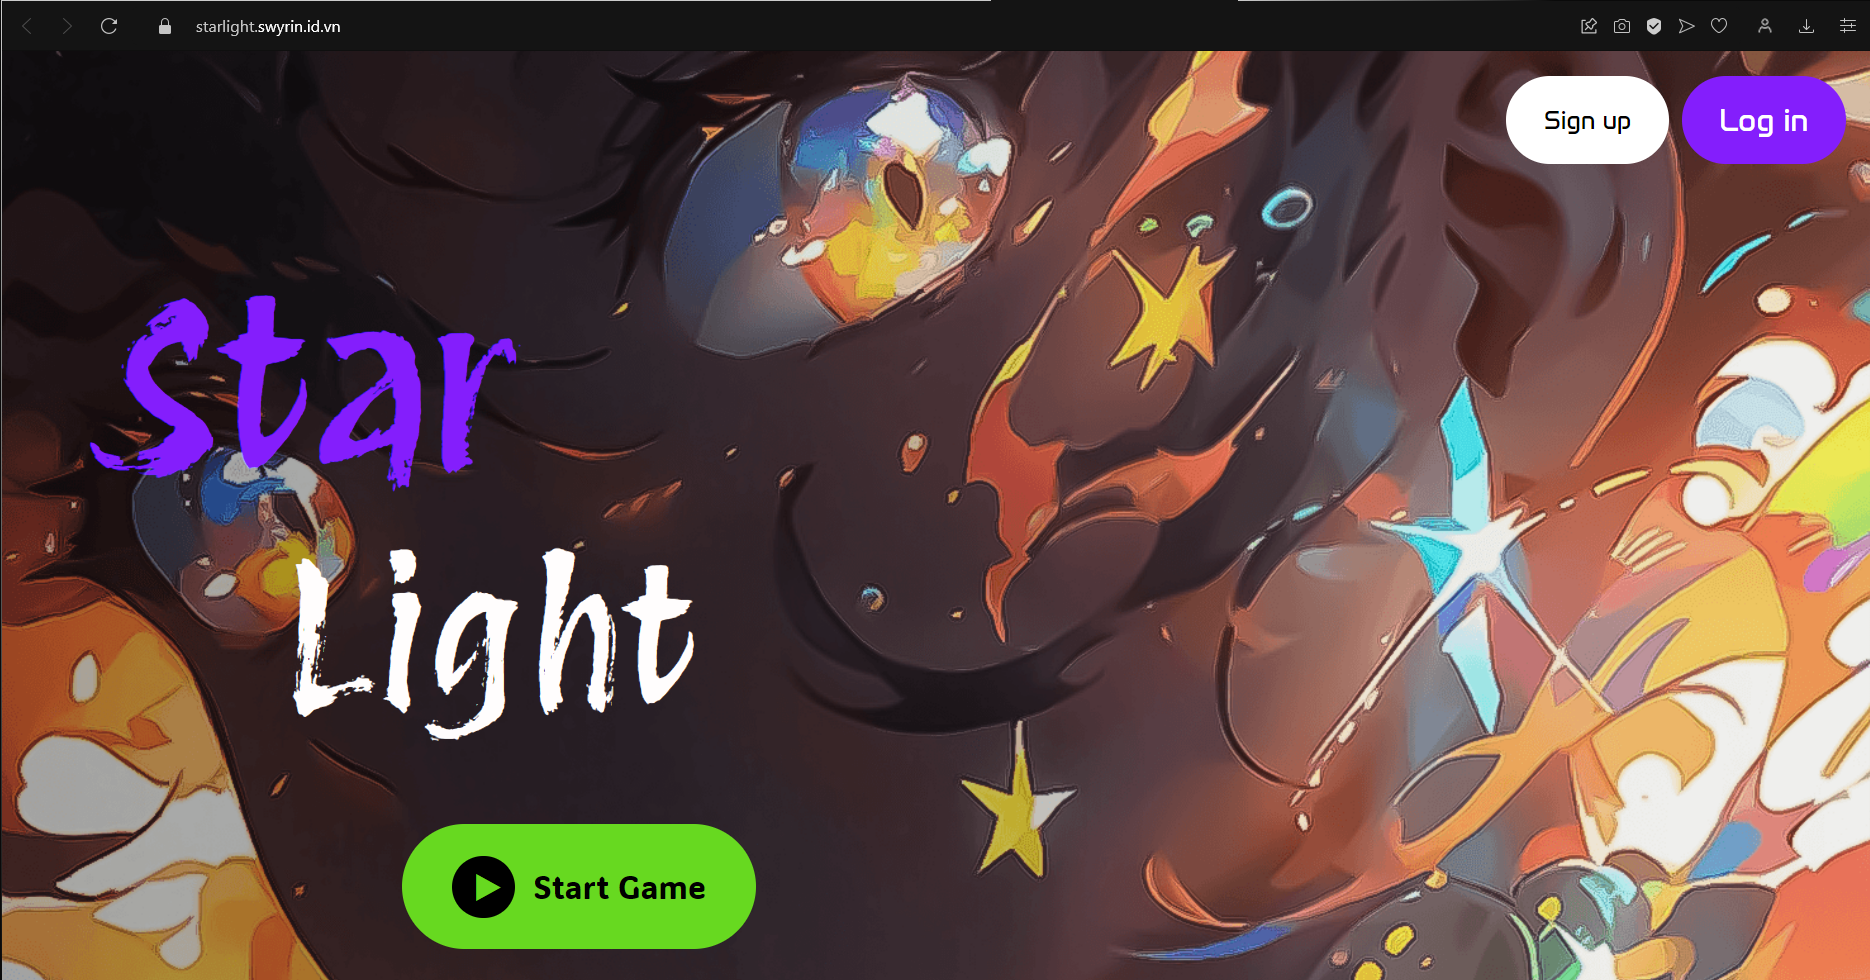 starlight.swyrin.id.vn
Sign up
Log in
Star
Light
Start Game